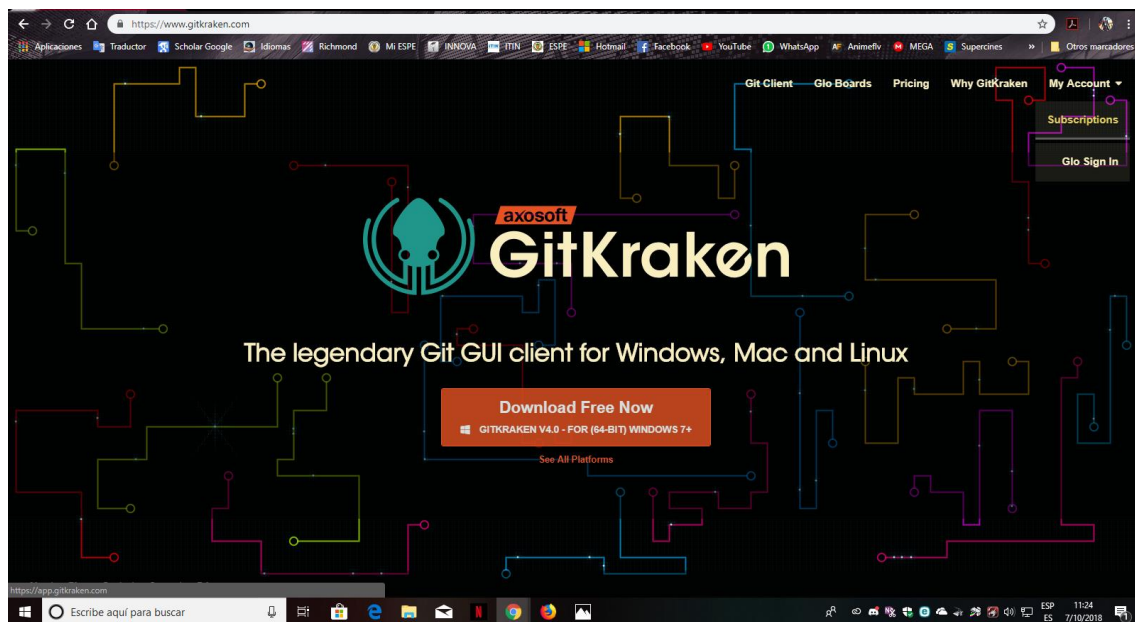 https://www.gitkraken.com
Aplicaciones Traductor Scholar Google Idiomas Richmond Mi ESPE INNOVA ITIN ESPE Hotmail Facebook YouTube WhatsApp AF Animeflv MEGA Supercines » Otros marcadores
Git Client Glo Boards Pricing Why GitKraken My Account
Subscriptions
Glo Sign In
axosoft
GitKraken
The legendary Git GUI client for Windows, Mac and Linux
Download Free Now
GITKRAKEN V4.0 - FOR (64-BIT) WINDOWS 7+
See All Platforms
https://app.gitkraken.com
Escribe aquí para buscar
ESP 11:24
ES 7/10/2018